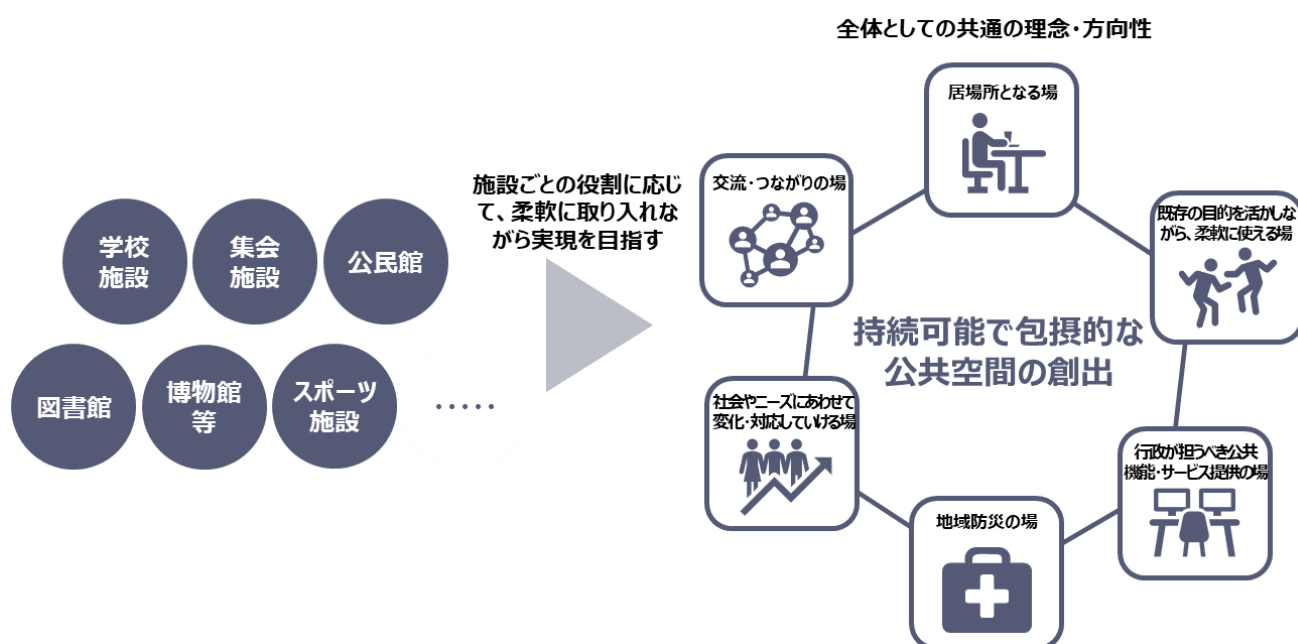 全体としての共通の理念・方向性
居場所となる場
交流・つながりの場
既存の目的を活かしな
がら、柔軟に使える場
施設ごとの役割に応じ
て、柔軟に取り入れな
がら実現を目指す
学校
施設
集会
施設
公民館
図書館
博物館
等
スポーツ
施設
・・・・・
持続可能で包摂的な
公共空間の創出
社会やニーズにあわせて
変化・対応していける場
行政が担うべき公共
機能・サービス提供の場
地域防災の場